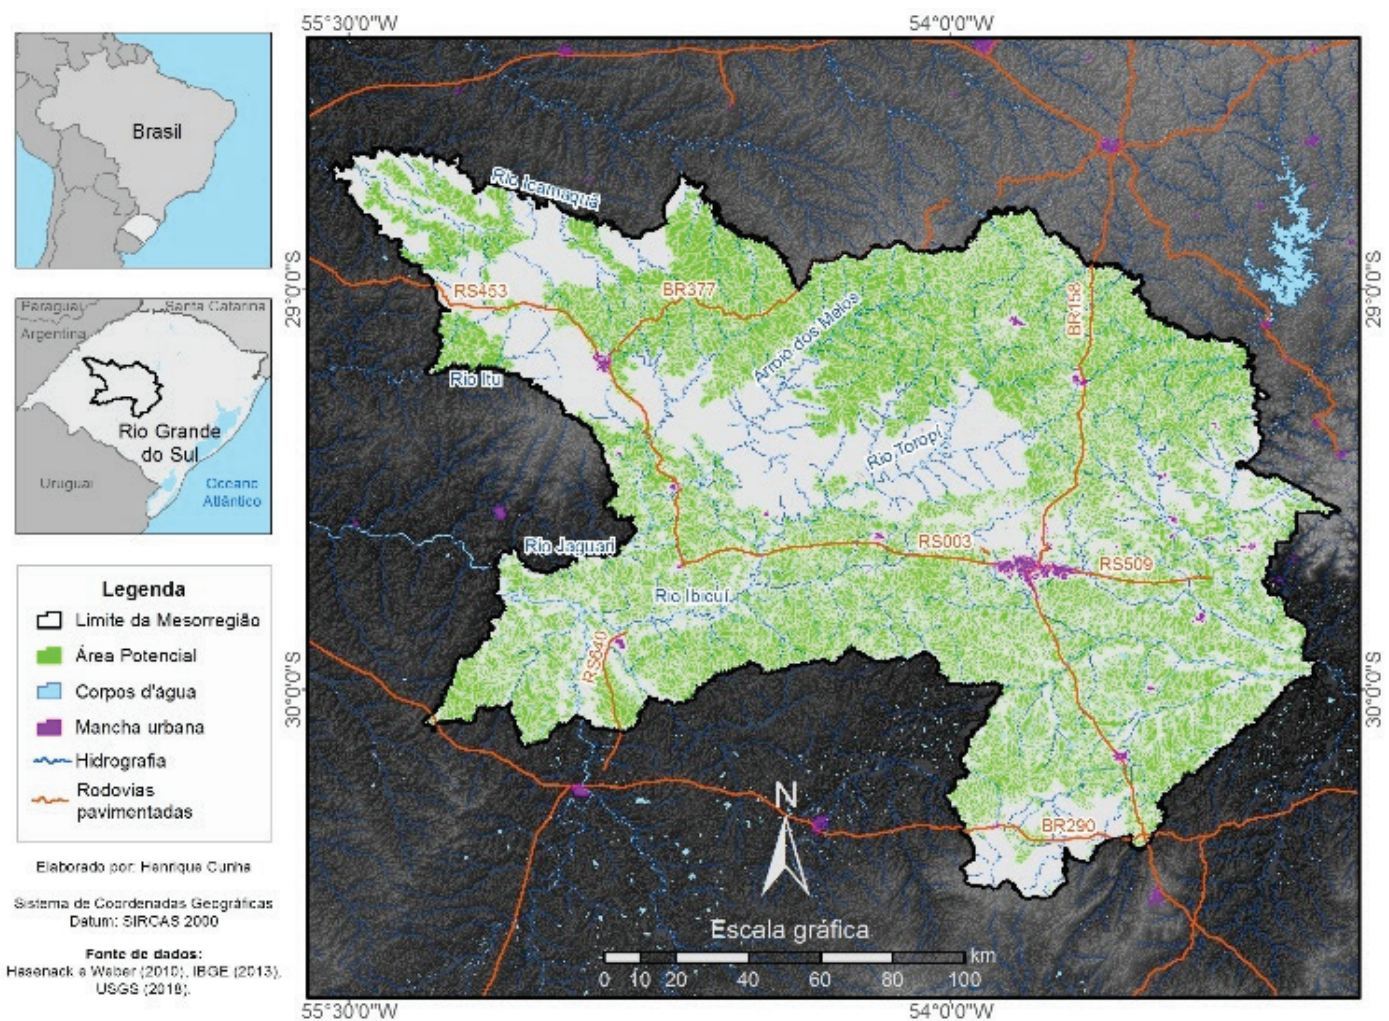 55°30'0"W
54°0'0"W
Brasil
29°0'0"S
29°0'0"S
30°0'0"S
30°0'0"S
Paraguai
Santa Catarina
Argentina
Rio Grande
do Sul
Uruguai
Oceano
Atlântico
Legenda
Limite da Mesorregião
Área Potencial
Corpos d'água
Mancha urbana
Hidrografia
Rodovias
pavimentadas
Elaborado por: Henrique Cunha
Sistema de Coordenadas Geográficas
Datum: SIRCAS 2000
Fonte de dados:
Hasenack e Weber (2010), IBGE (2013),
USGS (2018).
Rio Icamaquã
RS453
BR377
BR158
Arroio dos Melos
Rio Itu
Rio Toropi
Rio Jaguari
RS003
RS509
Rio Ibicuí
RS640
BR290
N
Escala gráfica
km
0 10 20 40 60 80 100
55°30'0"W
54°0'0"W